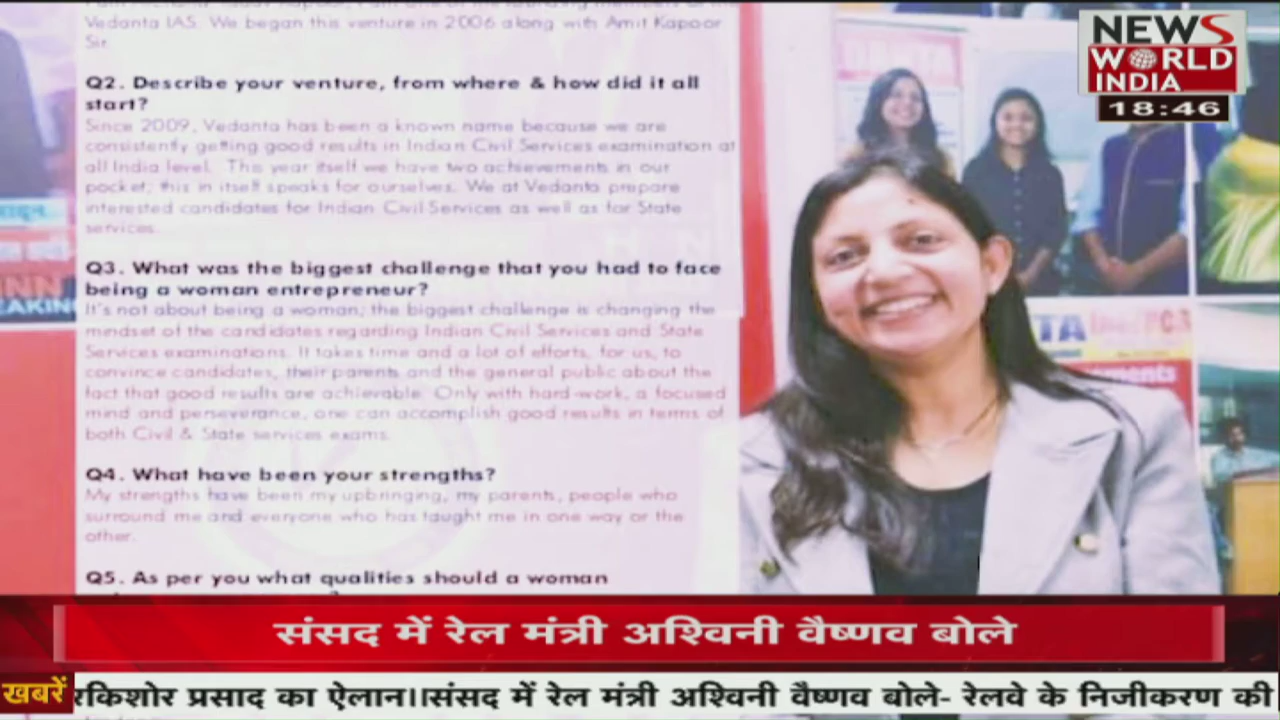 Vedanta IAS. We began this venture in 2006 along with Amit Kapoor
Sir.
Q2. Describe your venture, from where & how did it all
start?
Since 2009, Vedanta has been a known name because we are
consistently getting good results in Indian Civil Services examination at
all India level. This year itself we have two achievements in our
pocket; this in itself speaks for ourselves. We at Vedanta prepare
interested candidates for Indian Civil Services as well as for State
services.
Q3. What was the biggest challenge that you had to face
being a woman entrepreneur?
It's not about being a woman; the biggest challenge is changing the
mindset of the candidates regarding Indian Civil Services and State
Services examinations. It takes time and a lot of efforts, for us, to
convince candidates, their parents and the general public about the
fact that good results are achievable. Only with hard-work, a focused
mind and perseverance, one can accomplish good results in terms of
both Civil & State services exams.
Q4. What have been your strengths?
My strengths have been my upbringing, my parents, people who
surround me and everyone who has taught me in one way or the
other.
Q5. As per you what qualities should a woman
NEWS
WORLD
INDIA
18:46
संसद में रेल मंत्री अश्विनी वैष्णव बोले
खबरें
रकिशोर प्रसाद का ऐलान।।संसद में रेल मंत्री अश्विनी वैष्णव बोले- रेलवे के निजीकरण की